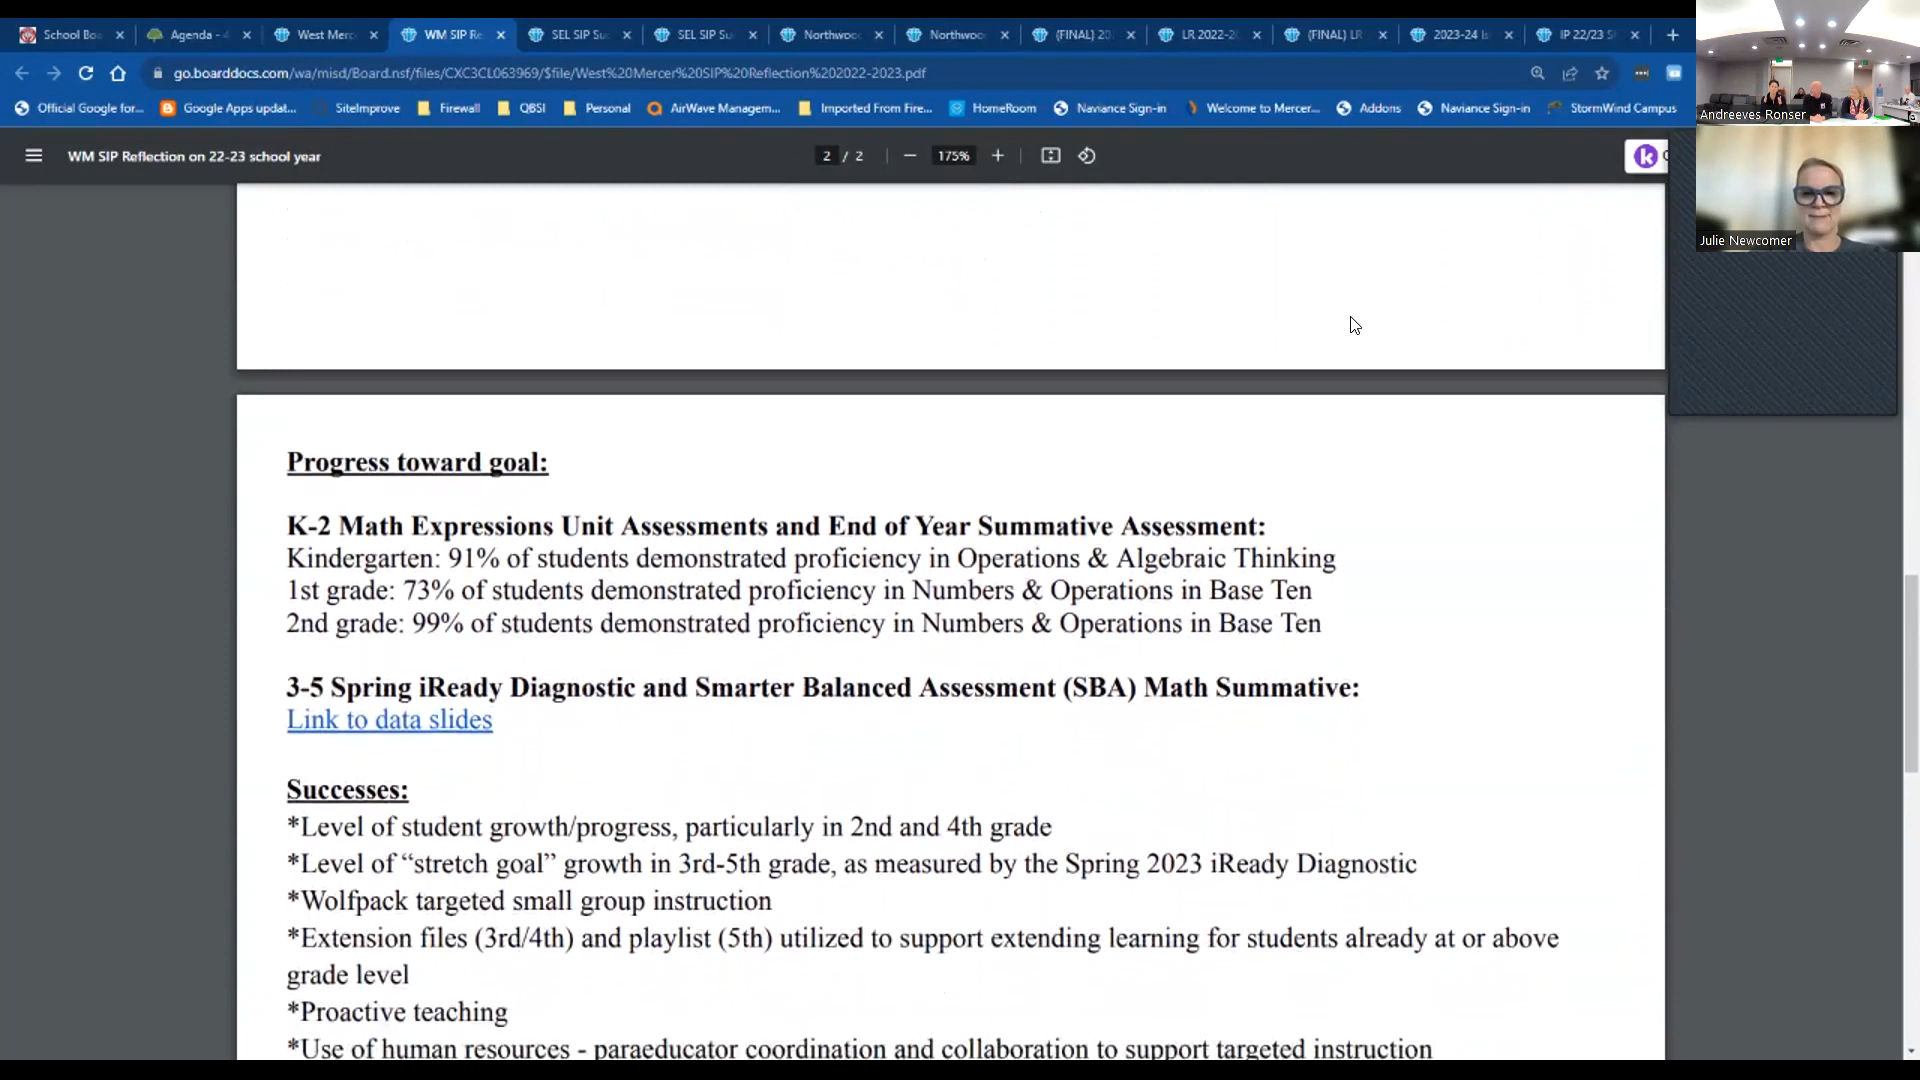 School Boa
Agenda - 4
West Merc
WM SIP Re
SEL SIP Su
SEL SIP Su
Northwoo
Northwoo
(FINAL) 20
LR 2022-2
(FINAL) LR
2023-24 Is
IP 22/23 S
go.boarddocs.com/wa/misd/Board.nsf/files/CXC3CL063969/$file/West%20Mercer%20SIP%20Reflection%202022-2023.pdf
Official Google for...
Google Apps updat...
SiteImprove
Firewall
QBSI
Personal
AirWave Managem...
Imported From Fire...
HomeRoom
Naviance Sign-in
Welcome to Mercer...
Addons
Naviance Sign-in
StormWind Campus
Andreeves Ronser
WM SIP Reflection on 22-23 school year
2 / 2
175%
Julie Newcomer
Progress toward goal:
K-2 Math Expressions Unit Assessments and End of Year Summative Assessment:
Kindergarten: 91% of students demonstrated proficiency in Operations & Algebraic Thinking
1st grade: 73% of students demonstrated proficiency in Numbers & Operations in Base Ten
2nd grade: 99% of students demonstrated proficiency in Numbers & Operations in Base Ten
3-5 Spring iReady Diagnostic and Smarter Balanced Assessment (SBA) Math Summative:
Link to data slides
Successes:
*Level of student growth/progress, particularly in 2nd and 4th grade
*Level of “stretch goal” growth in 3rd-5th grade, as measured by the Spring 2023 iReady Diagnostic
*Wolfpack targeted small group instruction
*Extension files (3rd/4th) and playlist (5th) utilized to support extending learning for students already at or above
grade level
*Proactive teaching
*Use of human resources - paraeducator coordination and collaboration to support targeted instruction